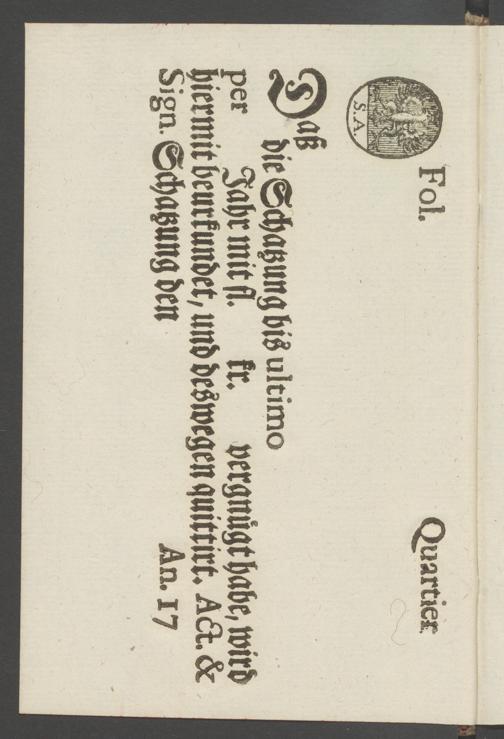 Fol. Quartier
S.A.
Daß
die Schatzung biß ultimo
per Jahr mit fl. kr. vergnügt habe, wird
hiermit beurkundet, und deßwegen quittirt. Act. &
Sign. Schatzung den An. 17